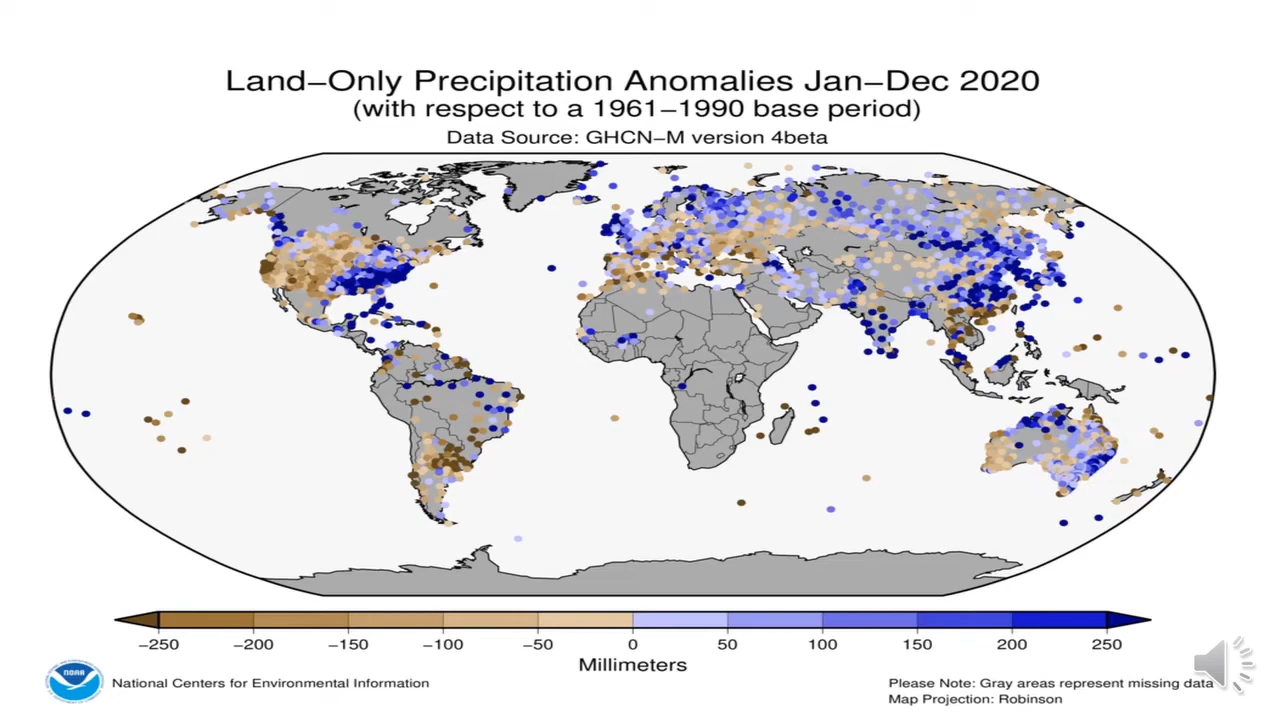 Land−Only Precipitation Anomalies Jan−Dec 2020
(with respect to a 1961−1990 base period)
Data Source: GHCN−M version 4beta
−250 −200 −150 −100 −50 0 50 100 150 200 250
Millimeters
NOAA
National Centers for Environmental Information
Please Note: Gray areas represent missing data
Map Projection: Robinson